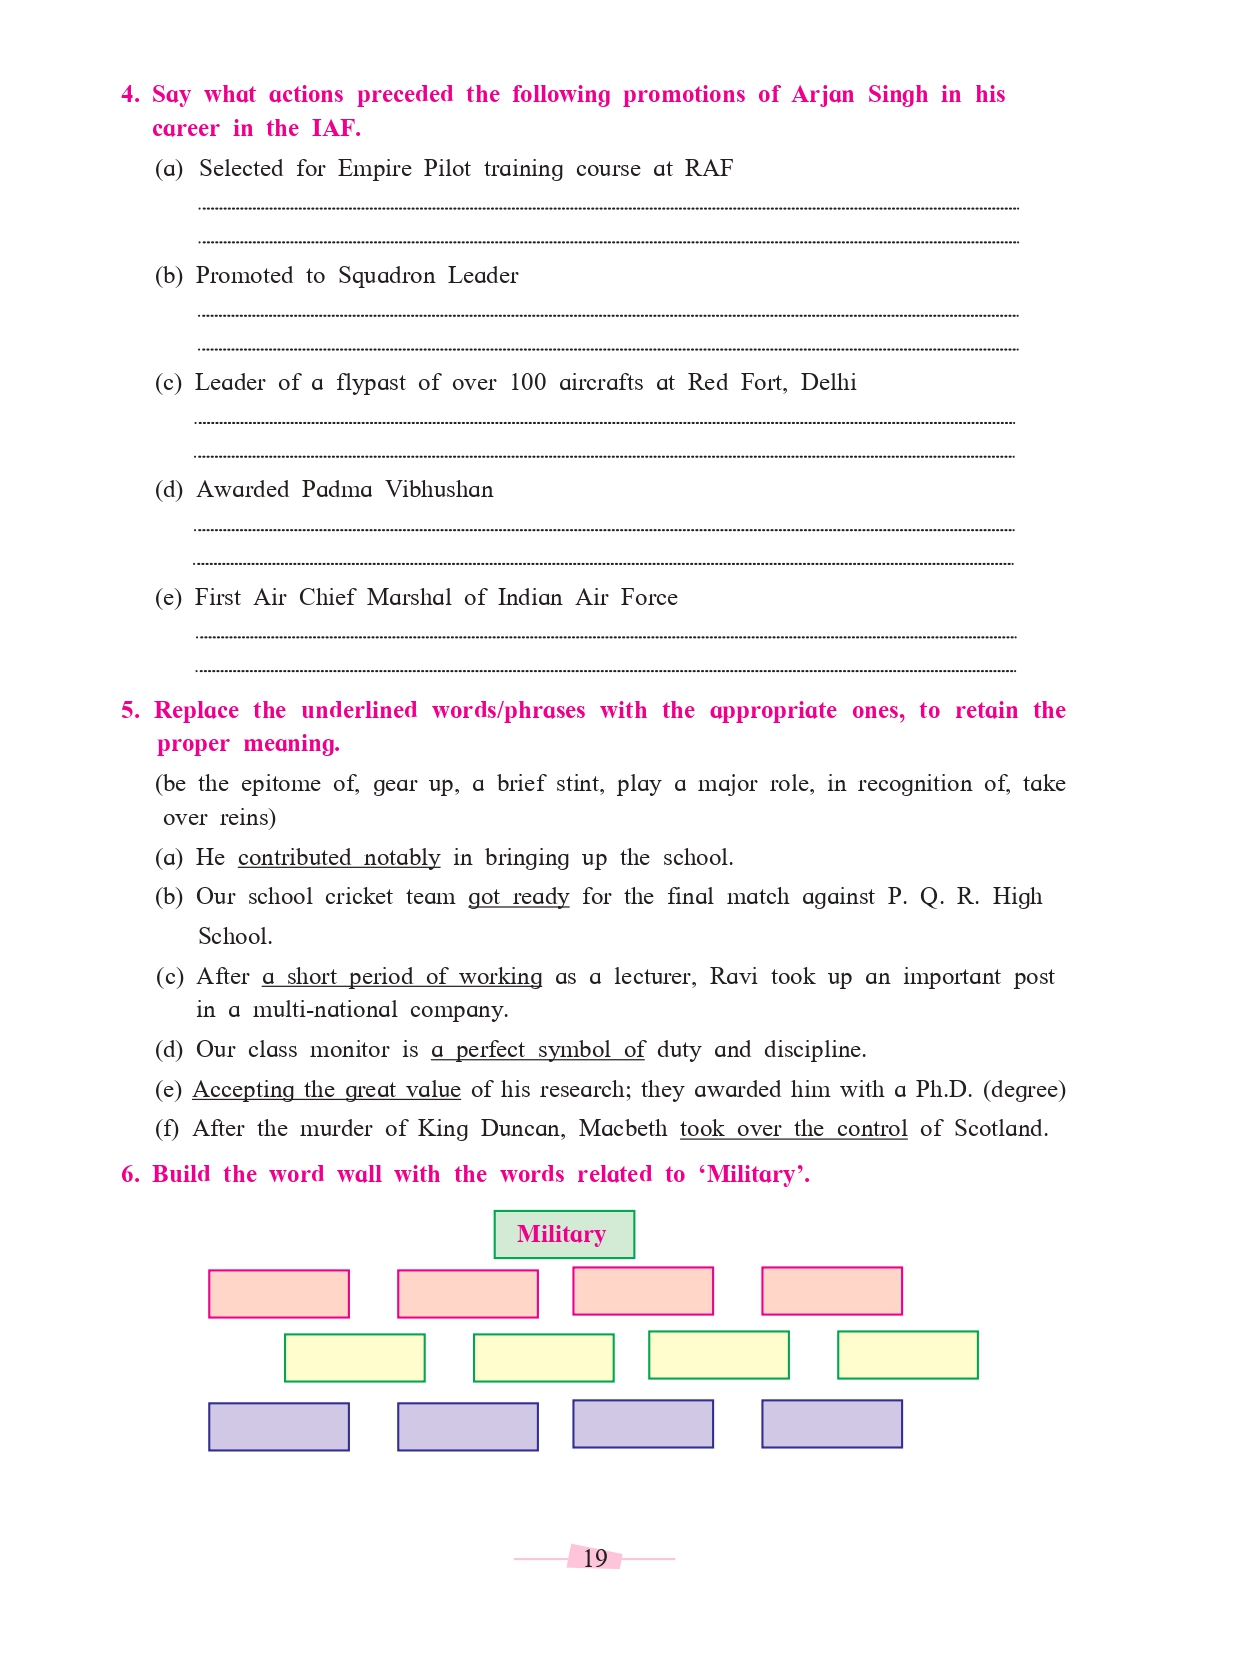 4. Say what actions preceded the following promotions of Arjan Singh in his
career in the IAF.
(a) Selected for Empire Pilot training course at RAF
(b) Promoted to Squadron Leader
(c) Leader of a flypast of over 100 aircrafts at Red Fort, Delhi
(d) Awarded Padma Vibhushan
(e) First Air Chief Marshal of Indian Air Force
5. Replace the underlined words/phrases with the appropriate ones, to retain the
proper meaning.
(be the epitome of, gear up, a brief stint, play a major role, in recognition of, take
over reins)
(a) He contributed notably in bringing up the school.
(b) Our school cricket team got ready for the final match against P. Q. R. High
School.
(c) After a short period of working as a lecturer, Ravi took up an important post
in a multi-national company.
(d) Our class monitor is a perfect symbol of duty and discipline.
(e) Accepting the great value of his research; they awarded him with a Ph.D. (degree)
(f) After the murder of King Duncan, Macbeth took over the control of Scotland.
6. Build the word wall with the words related to ‘Military’.
Military
19